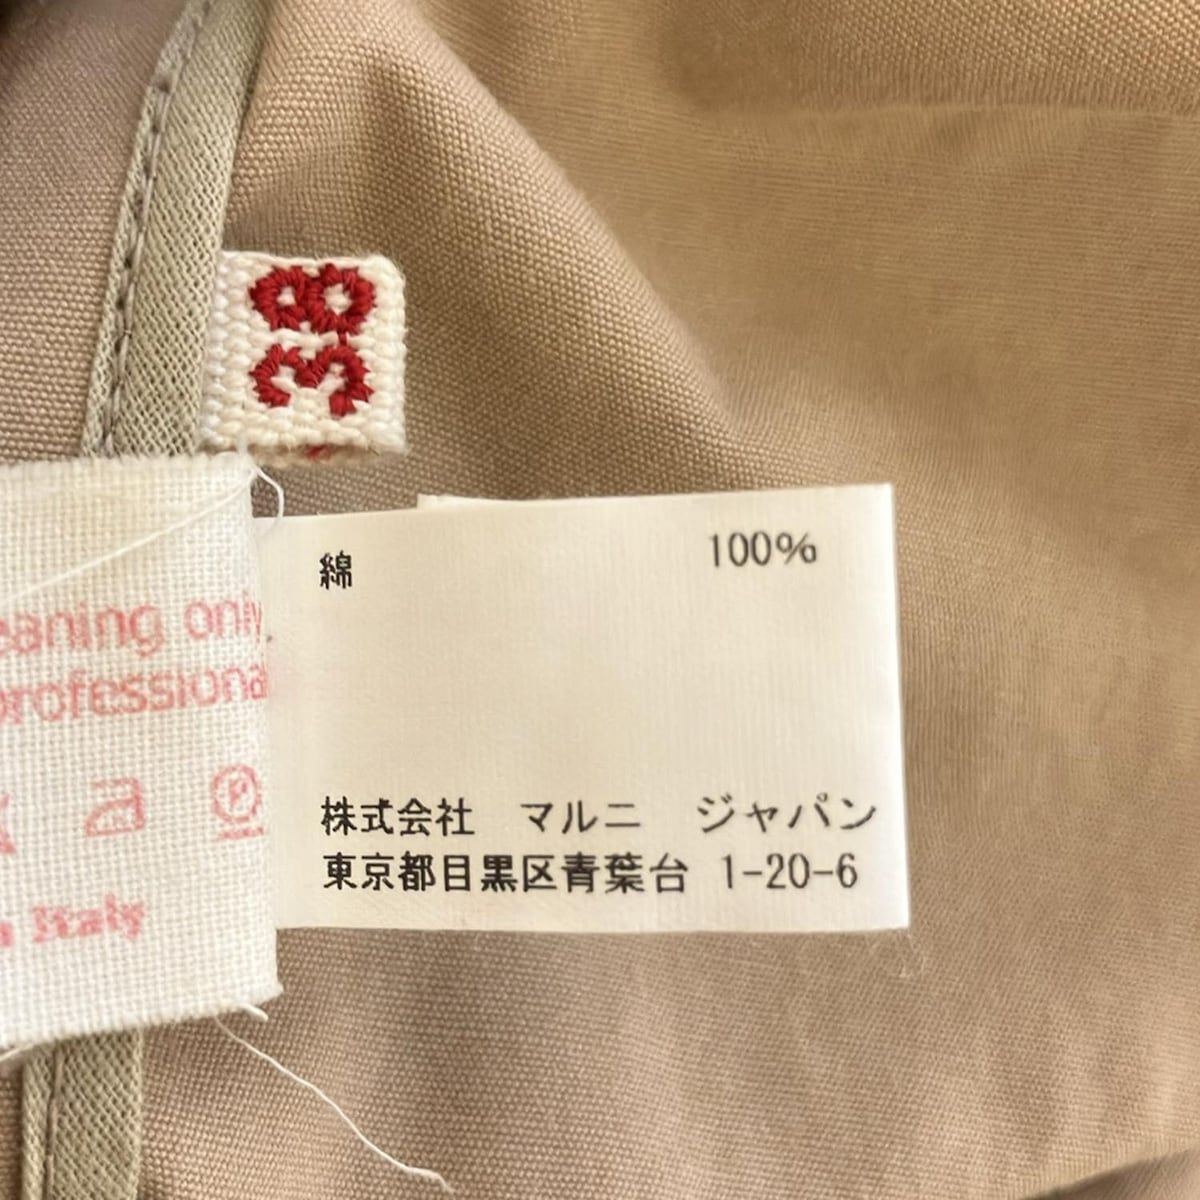 38
綿 100%
株式会社 マルニ ジャパン
東京都目黒区青葉台 1-20-6
eaning only
professiona
P
Italy